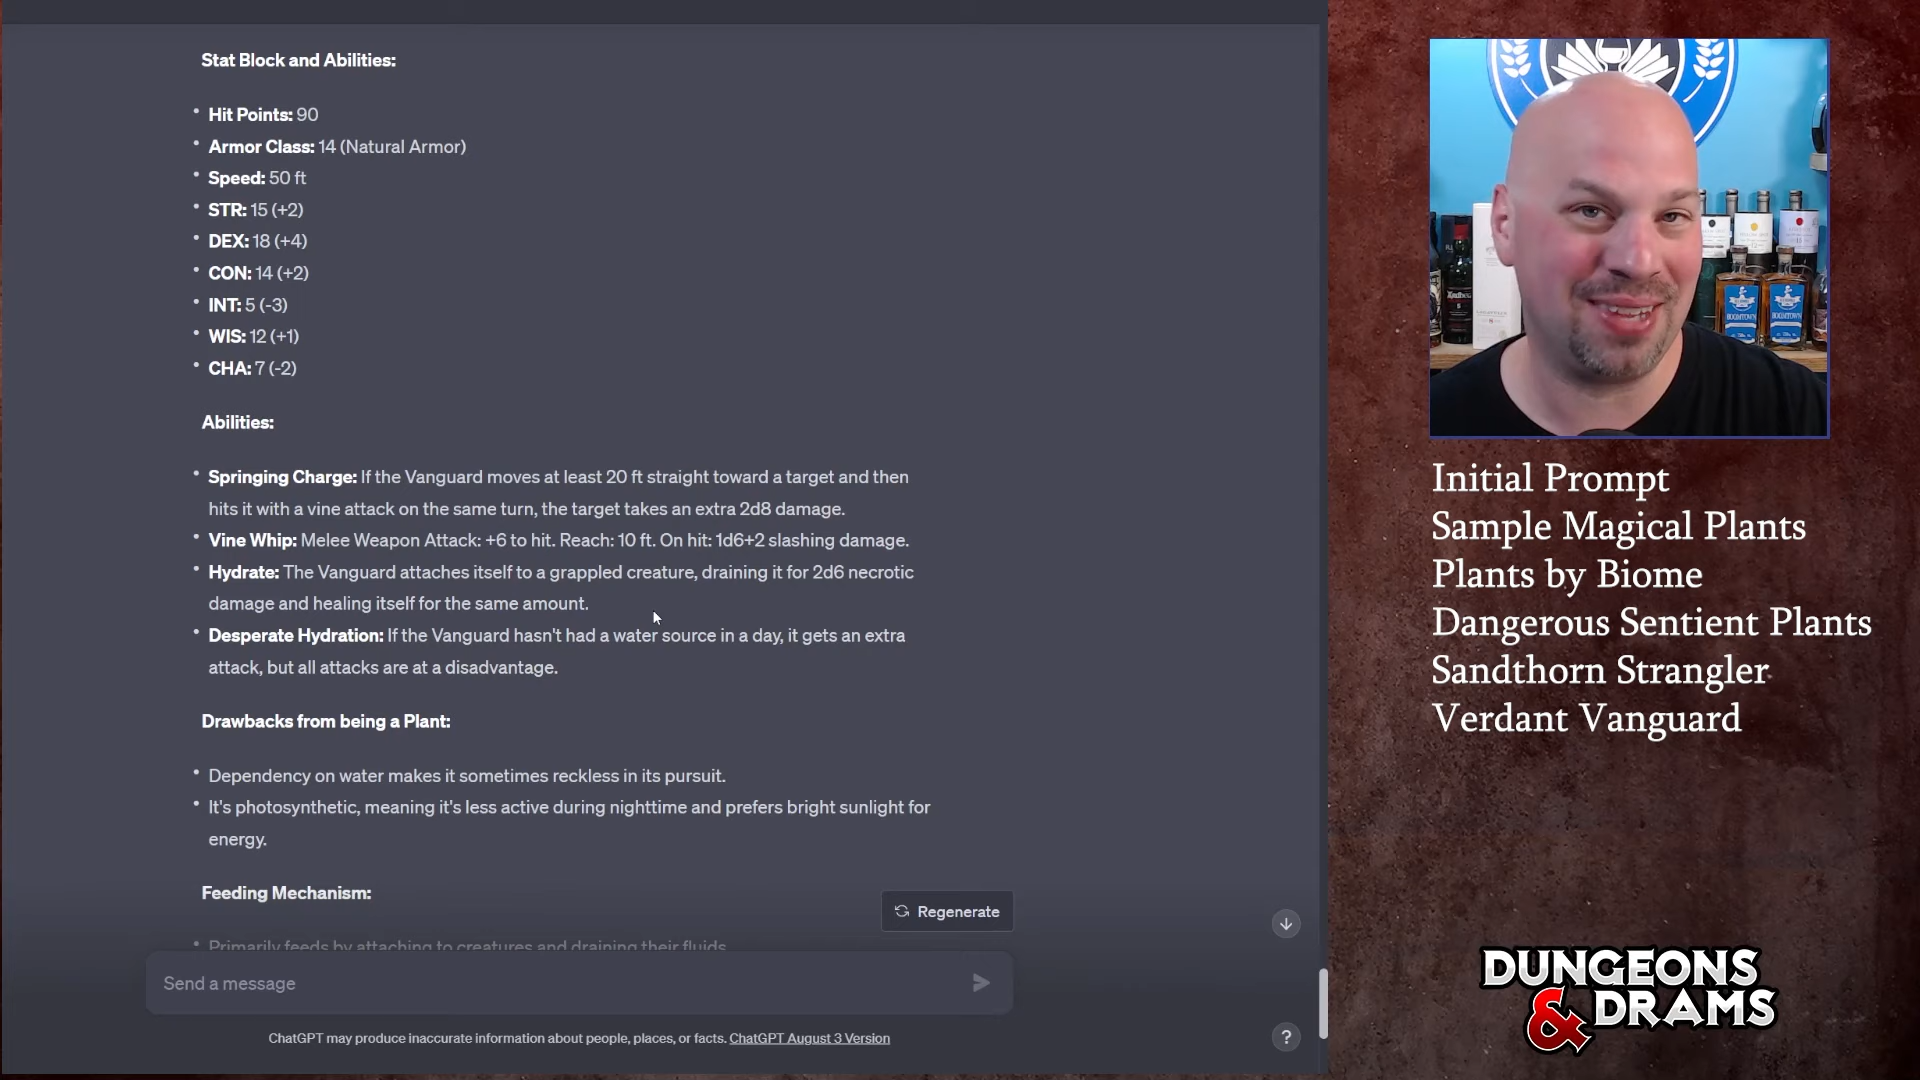 Stat Block and Abilities:
• Hit Points: 90
• Armor Class: 14 (Natural Armor)
• Speed: 50 ft
• STR: 15 (+2)
• DEX: 18 (+4)
• CON: 14 (+2)
• INT: 5 (-3)
• WIS: 12 (+1)
• CHA: 7 (-2)
Abilities:
• Springing Charge: If the Vanguard moves at least 20 ft straight toward a target and then
hits it with a vine attack on the same turn, the target takes an extra 2d8 damage.
• Vine Whip: Melee Weapon Attack: +6 to hit. Reach: 10 ft. On hit: 1d6+2 slashing damage.
• Hydrate: The Vanguard attaches itself to a grappled creature, draining it for 2d6 necrotic
damage and healing itself for the same amount.
• Desperate Hydration: If the Vanguard hasn't had a water source in a day, it gets an extra
attack, but all attacks are at a disadvantage.
Drawbacks from being a Plant:
• Dependency on water makes it sometimes reckless in its pursuit.
• It's photosynthetic, meaning it's less active during nighttime and prefers bright sunlight for
energy.
Feeding Mechanism:
• Primarily feeds by attaching to creatures and draining their fluids
Regenerate
Send a message
ChatGPT may produce inaccurate information about people, places, or facts. ChatGPT August 3 Version
?
BOOMTOWN
BOOMTOWN
Initial Prompt
Sample Magical Plants
Plants by Biome
Dangerous Sentient Plants
Sandthorn Strangler
Verdant Vanguard
DUNGEONS
& DRAMS